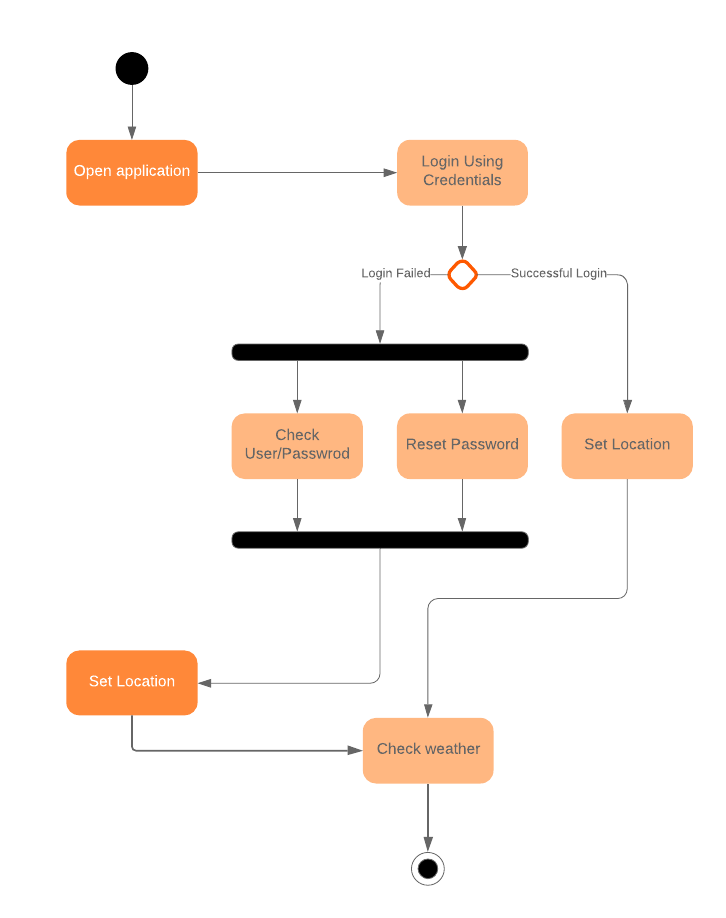 Open application
Login Using
Credentials
Login Failed
Successful Login
Check
User/Passwrod
Reset Password
Set Location
Set Location
Check weather